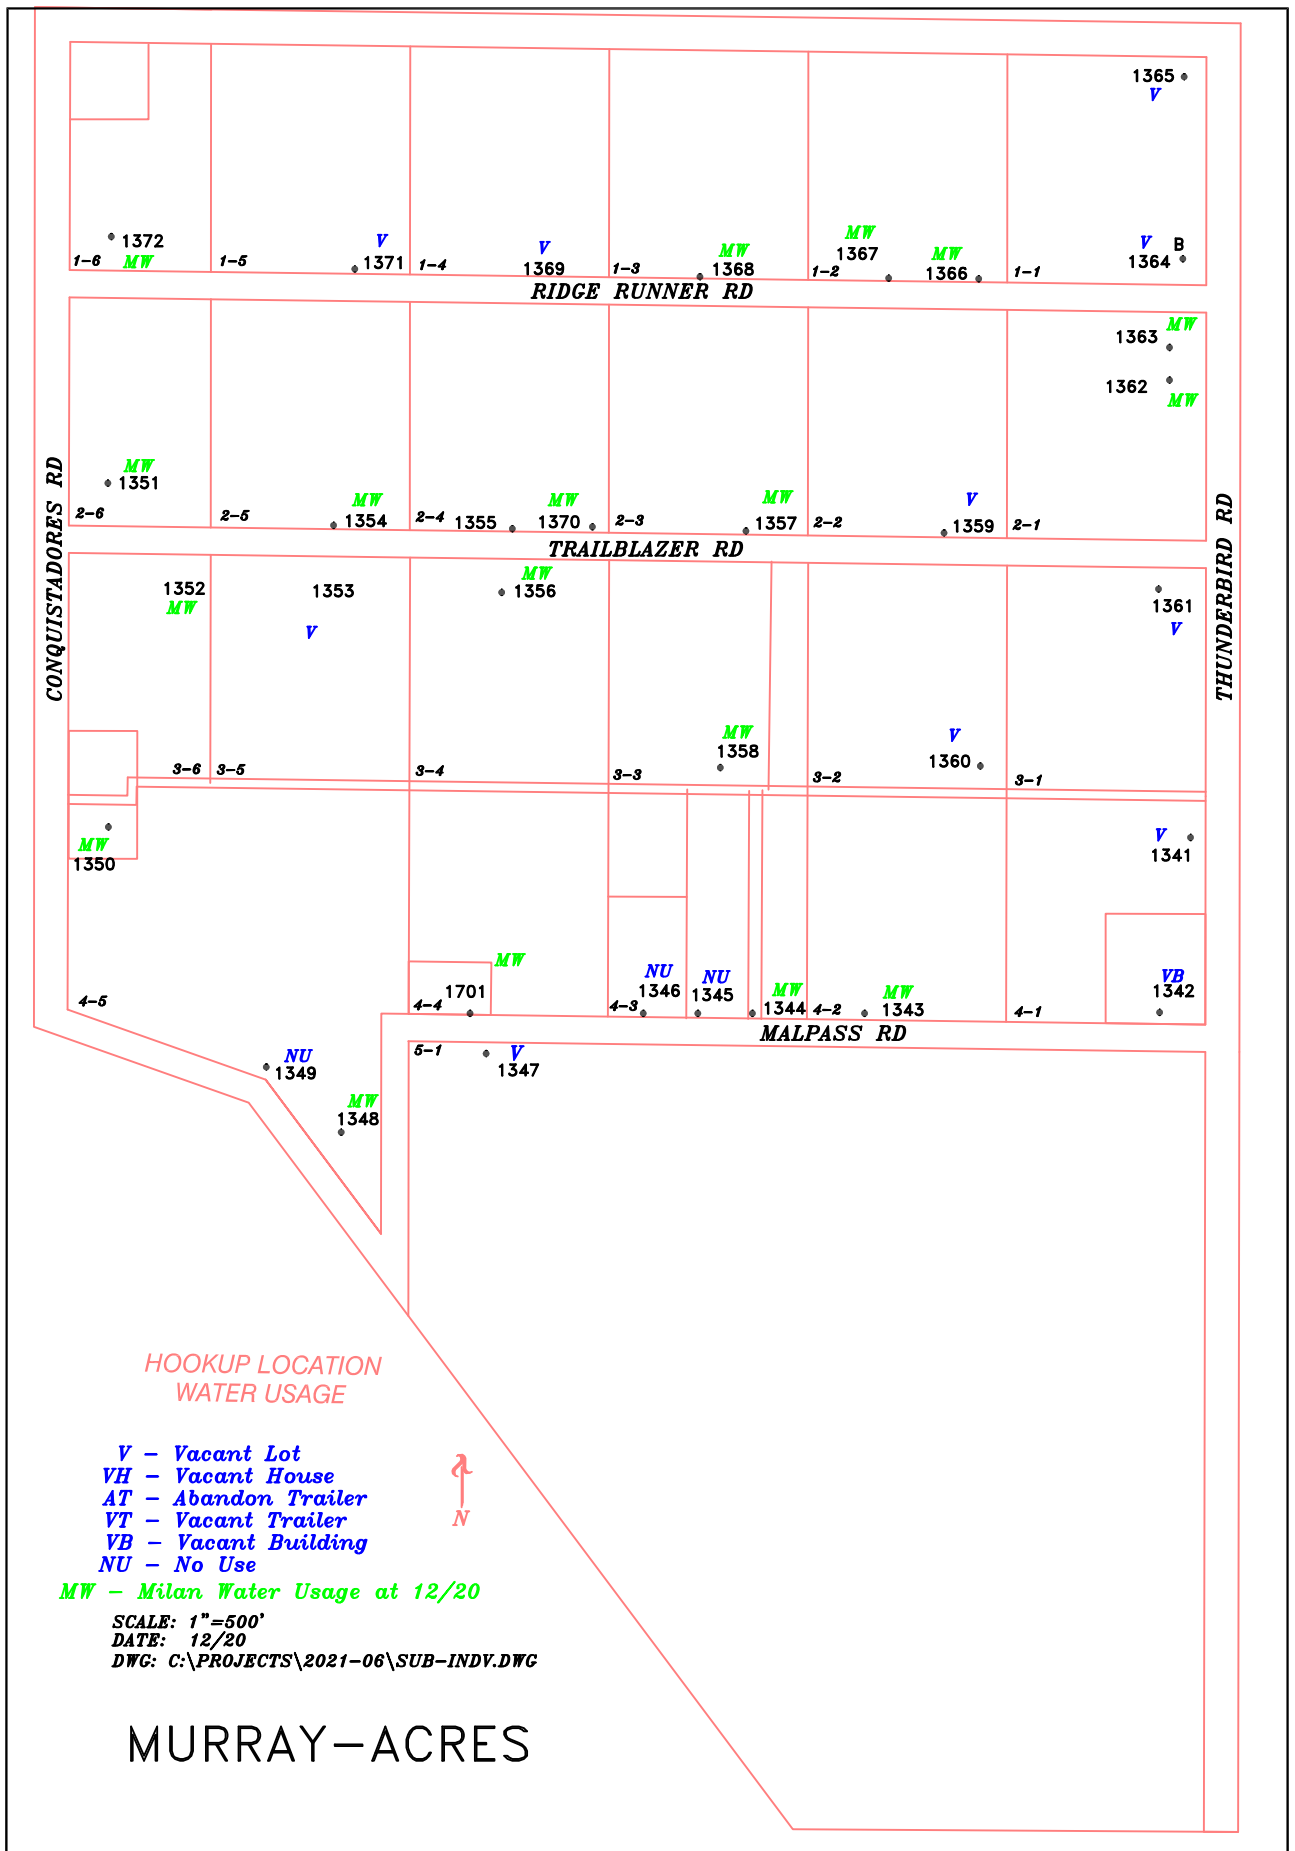 1365
V
1372
MW
1-6
1-5
V
1371
1-4
V
1369
1-3
MW
1368
MW
1367
1-2
MW
1366
1-1
V B
1364
RIDGE RUNNER RD
1363 MW
1362
MW
MW
1351
2-6
2-5
MW
1354
2-4
1355
MW
1370
2-3
MW
1357
2-2
V
1359
2-1
TRAILBLAZER RD
CONQUISTADORES RD
THUNDERBIRD RD
1352
MW
1353
V
MW
1356
1361
V
MW
1358
V
1360
3-6
3-5
3-4
3-3
3-2
3-1
MW
1350
V
1341
4-5
MW
1701
4-4
NU
1346
4-3
NU
1345
MW
1344
4-2
MW
1343
4-1
VB
1342
MALPASS RD
NU
1349
5-1
V
1347
MW
1348
HOOKUP LOCATION
WATER USAGE
V - Vacant Lot
VH - Vacant House
AT - Abandon Trailer
VT - Vacant Trailer
VB - Vacant Building
NU - No Use
MW - Milan Water Usage at 12/20
N
SCALE: 1"=500'
DATE: 12/20
DWG: C:\PROJECTS\2021-06\SUB-INDV.DWG
MURRAY-ACRES